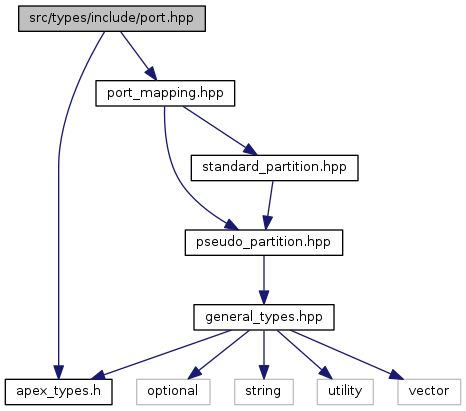 src/types/include/port.hpp
port_mapping.hpp
standard_partition.hpp
pseudo_partition.hpp
general_types.hpp
apex_types.h
optional
string
utility
vector